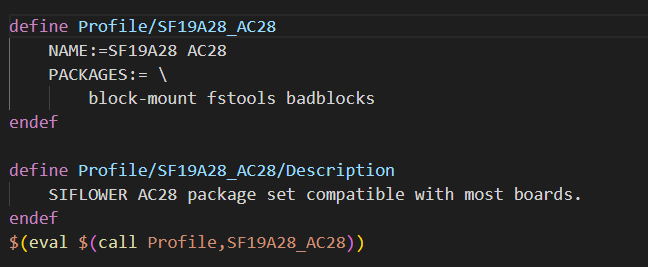 define Profile/SF19A28_AC28
    NAME:=SF19A28 AC28
    PACKAGES:= \
        block-mount fstools badblocks
endef

define Profile/SF19A28_AC28/Description
    SIFLOWER AC28 package set compatible with most boards.
endef
$(eval $(call Profile,SF19A28_AC28))